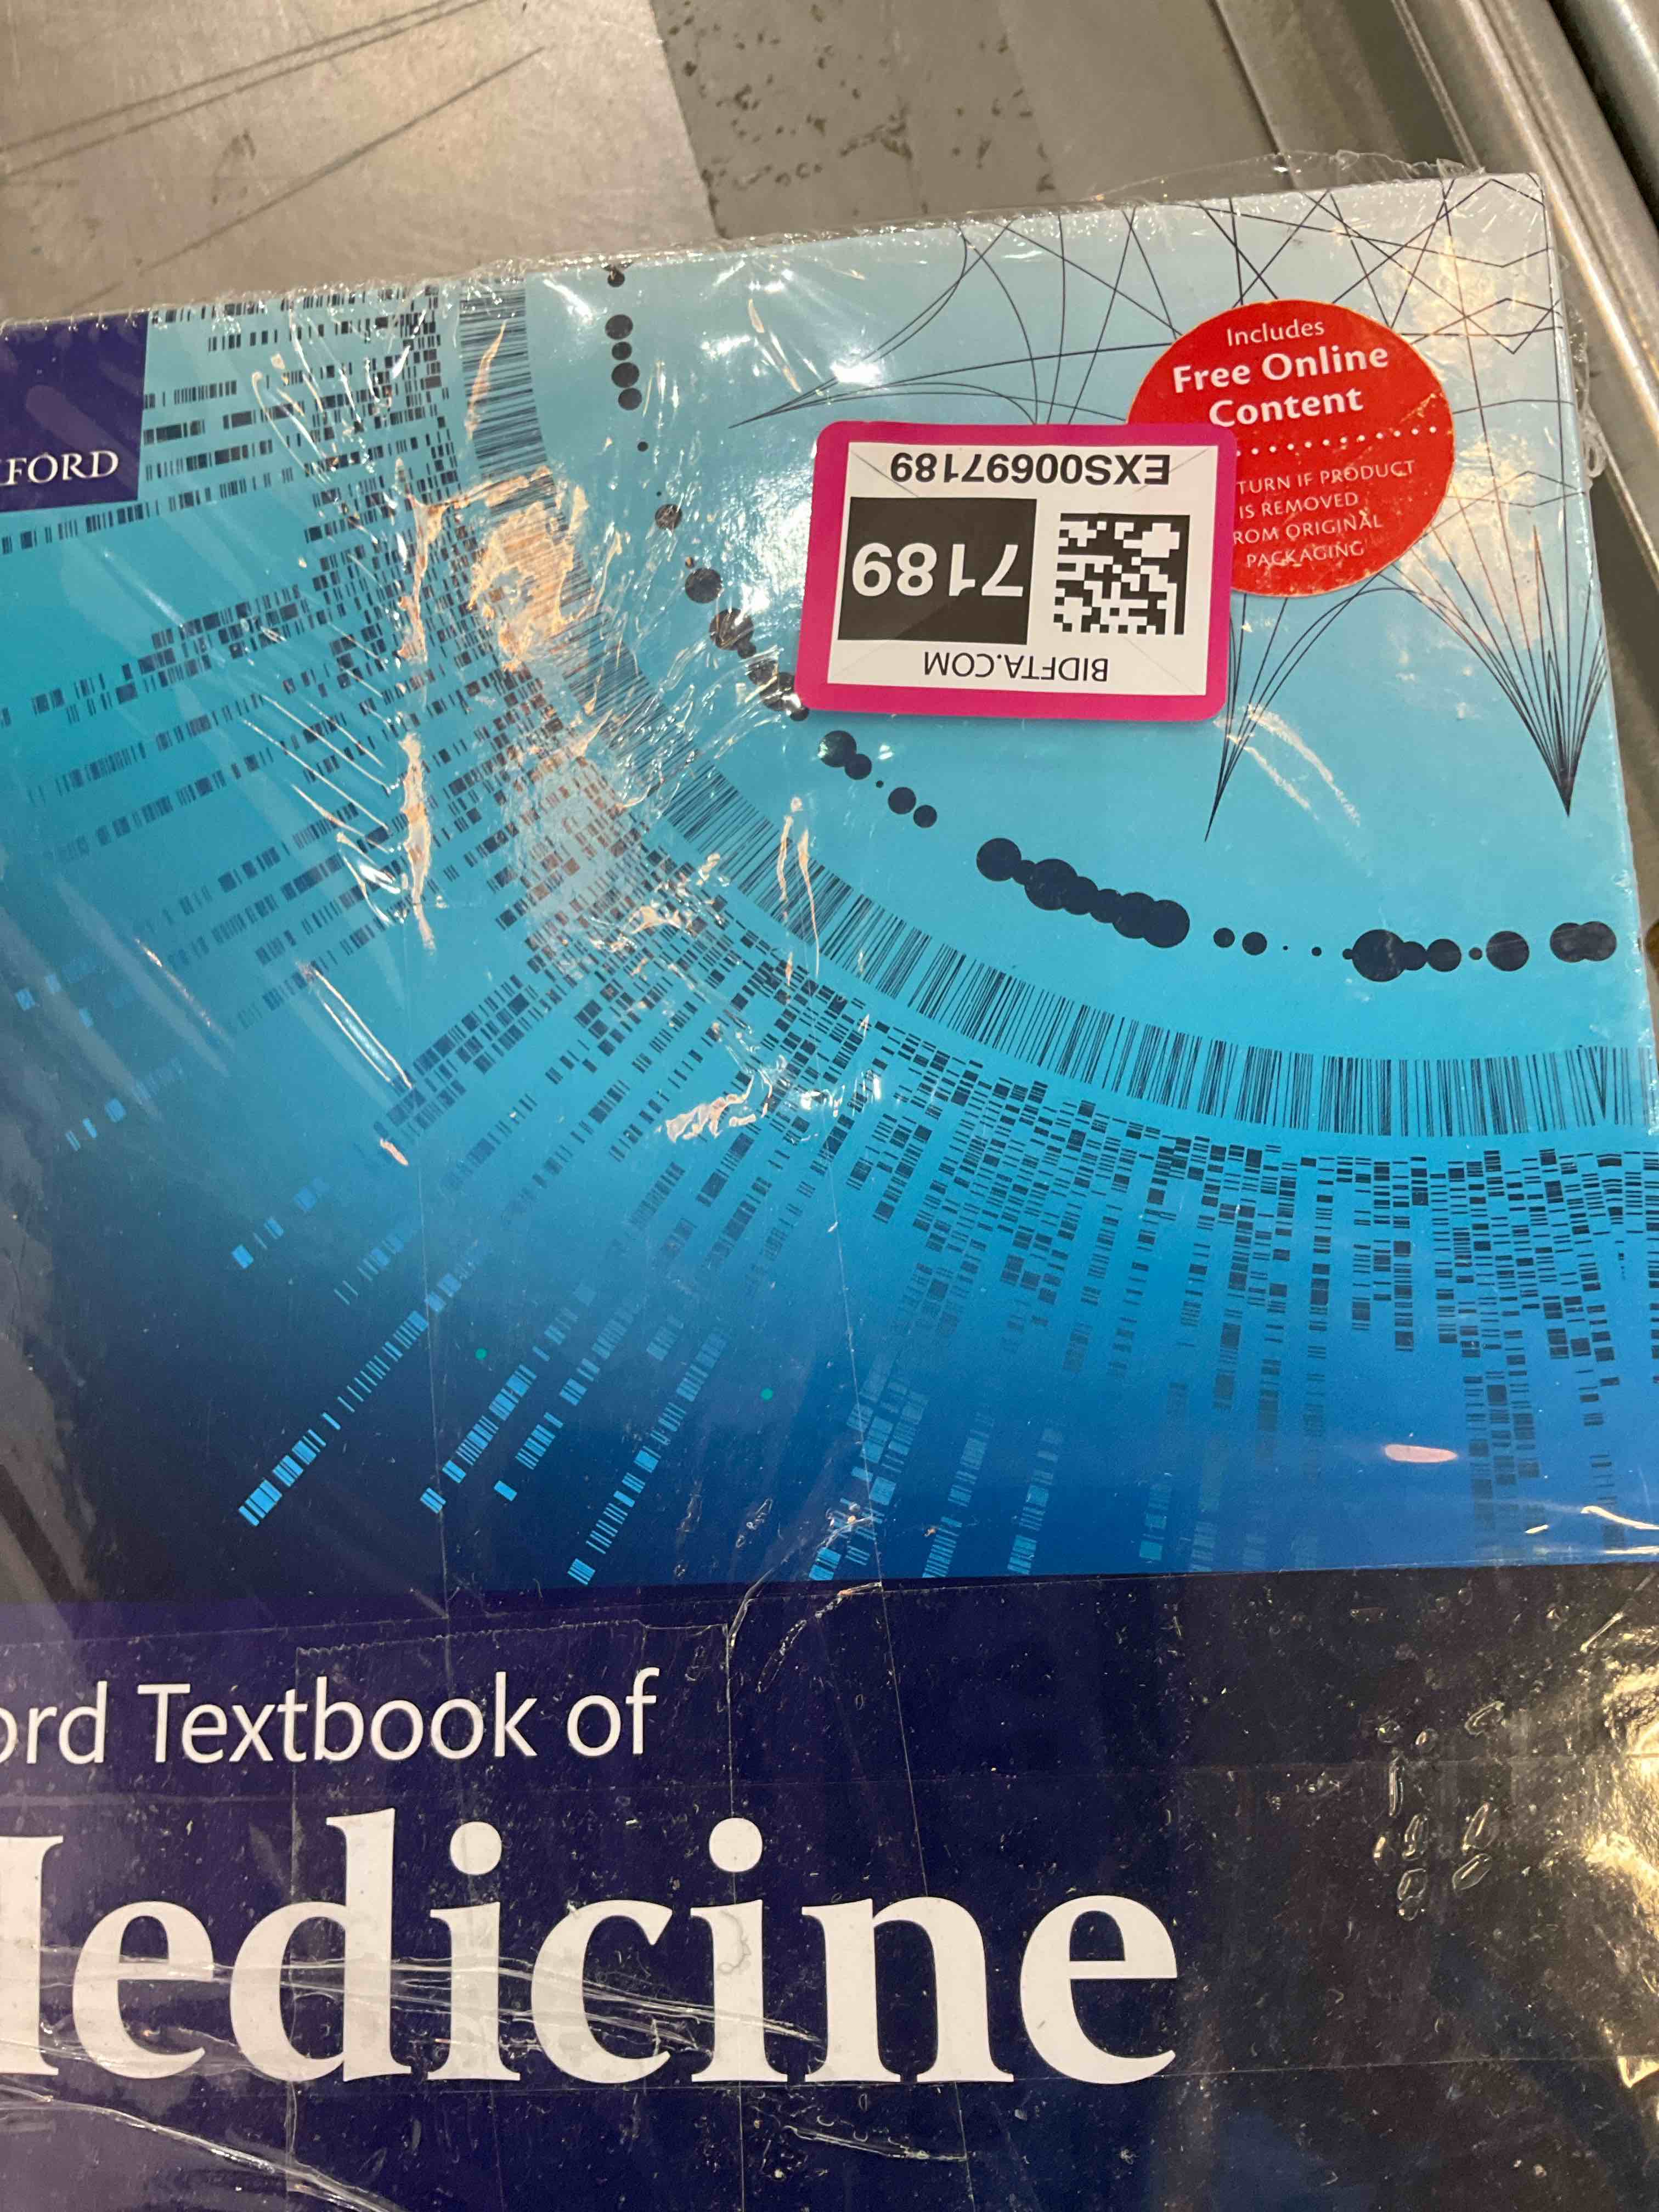 FORD
Includes
Free Online
Content
TURN IF PRODUCT
IS REMOVED
ROM ORIGINAL
PACKAGING
BIDFTA.COM
7189
EXS00697189
ord Textbook of
edicine